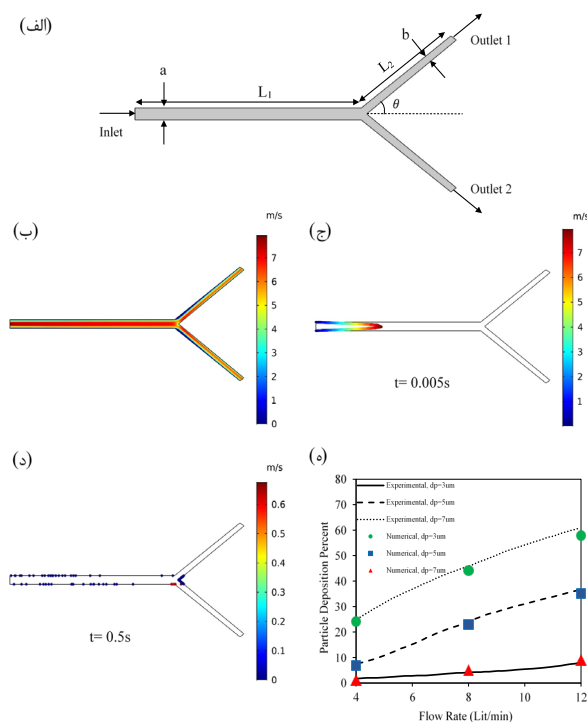 (الف)
Outlet 1
b
L₂
a
L₁
θ
Inlet
Outlet 2
(ب)
m/s
7
6
5
4
3
2
1
0
(ج)
m/s
7
6
5
4
3
2
1
t= 0.005s
(د)
m/s
0.6
0.5
0.4
0.3
0.2
0.1
0
t= 0.5s
(ه)
Particle Deposition Percent
80
70
60
50
40
30
20
10
0
Experimental, dp=3um
Experimental, dp=5um
Experimental, dp=7um
Numerical, dp=3um
Numerical, dp=5um
Numerical, dp=7um
4
8
12
Flow Rate (Lit/min)